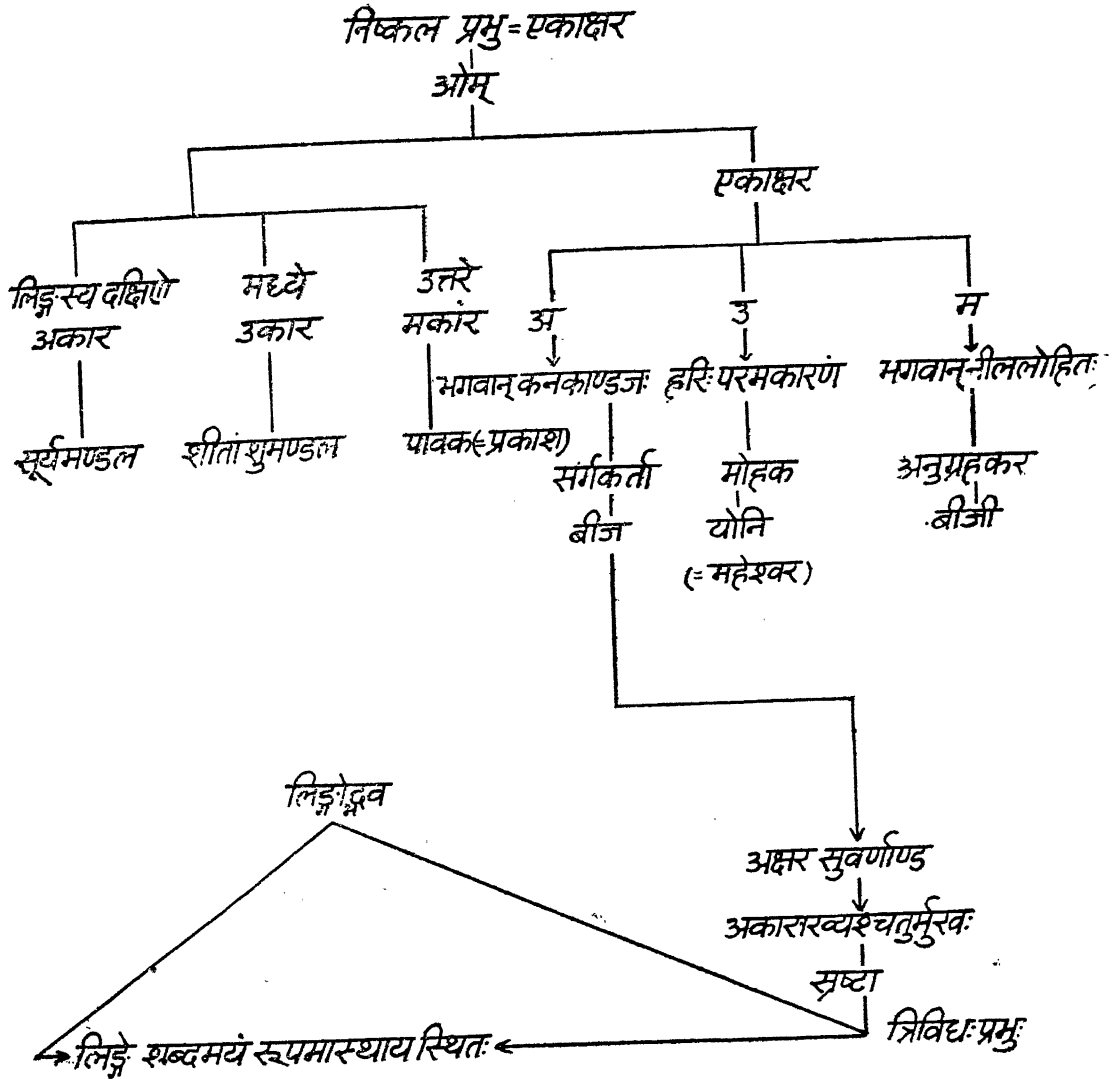 निष्कल प्रभु = एकाक्षर
ओम्
एकाक्षर
लिङ्गस्य दक्षिणे
अकार
मध्ये
उकार
उत्तरे
मकार
अ
उ
म
भगवान् कनकाण्डजः
हरिः परमकारणं
भगवान् नीललोहितः
सूर्यमण्डल
शीतांशुमण्डल
पावक (= प्रकाश)
सर्गकर्ता
मोहक
अनुग्रहकर
बीज
योनि
बीजी
(= महेश्वर)
लिङ्गोद्भव
अक्षर सुवर्णाण्ड
अकाराख्यश्चतुर्मुखः
स्रष्टा
त्रिविधः प्रभुः
लिङ्गे शब्दमयं रूपमास्थाय स्थितः